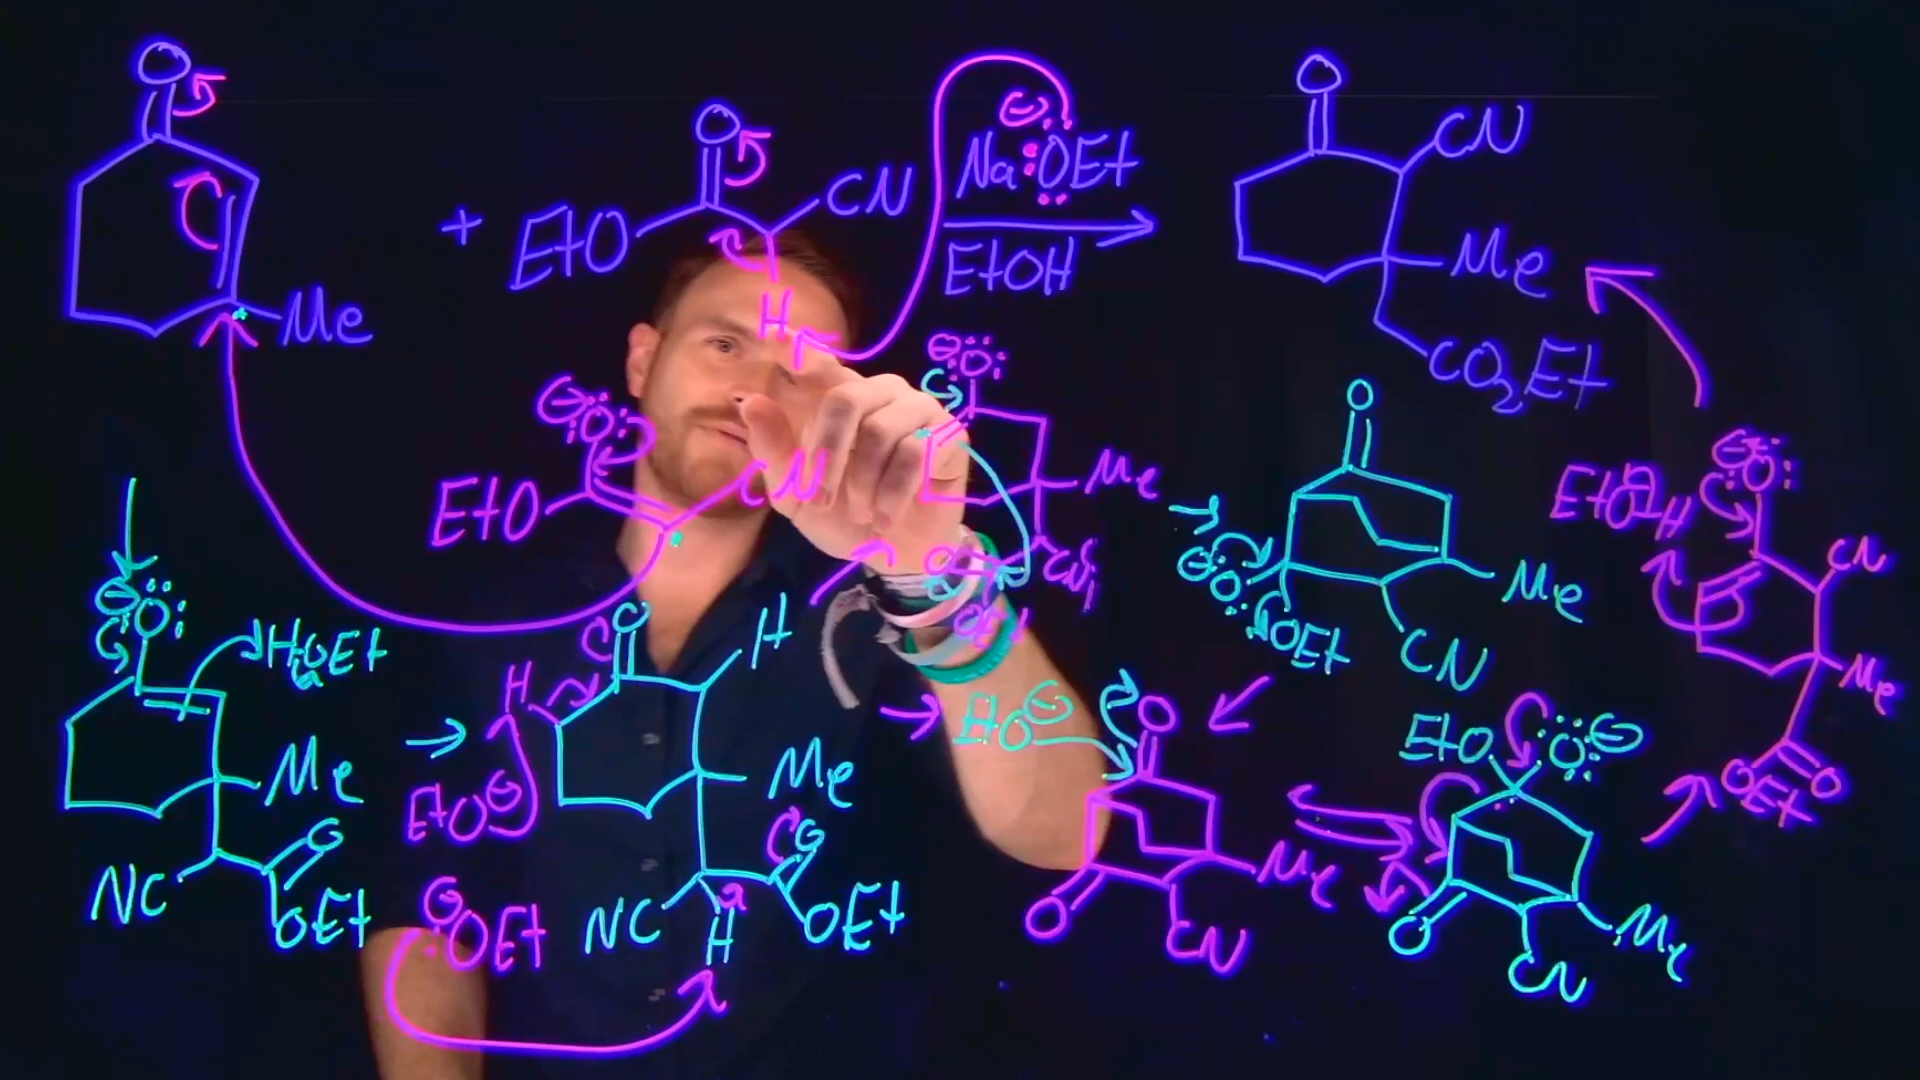 O
Me
+
O
EtO
CN
H
Na :OEt
EtOH
O
CN
Me
CO2Et
⊖ :O:
EtO
CN
⊖ :O:
Me
CN
O
⊖ :O:
OEt
Me
CN
EtO-H
⊖ :O:
CN
Me
O
OEt
⊖ :O:
H-OEt
Me
NC
O
OEt
O
H
H
EtO⊖
Me
O
NC
H
OEt
⊖ :OEt
EtO⊖
O
O
Me
CN
EtO
:O: ⊖
O
Me
CN